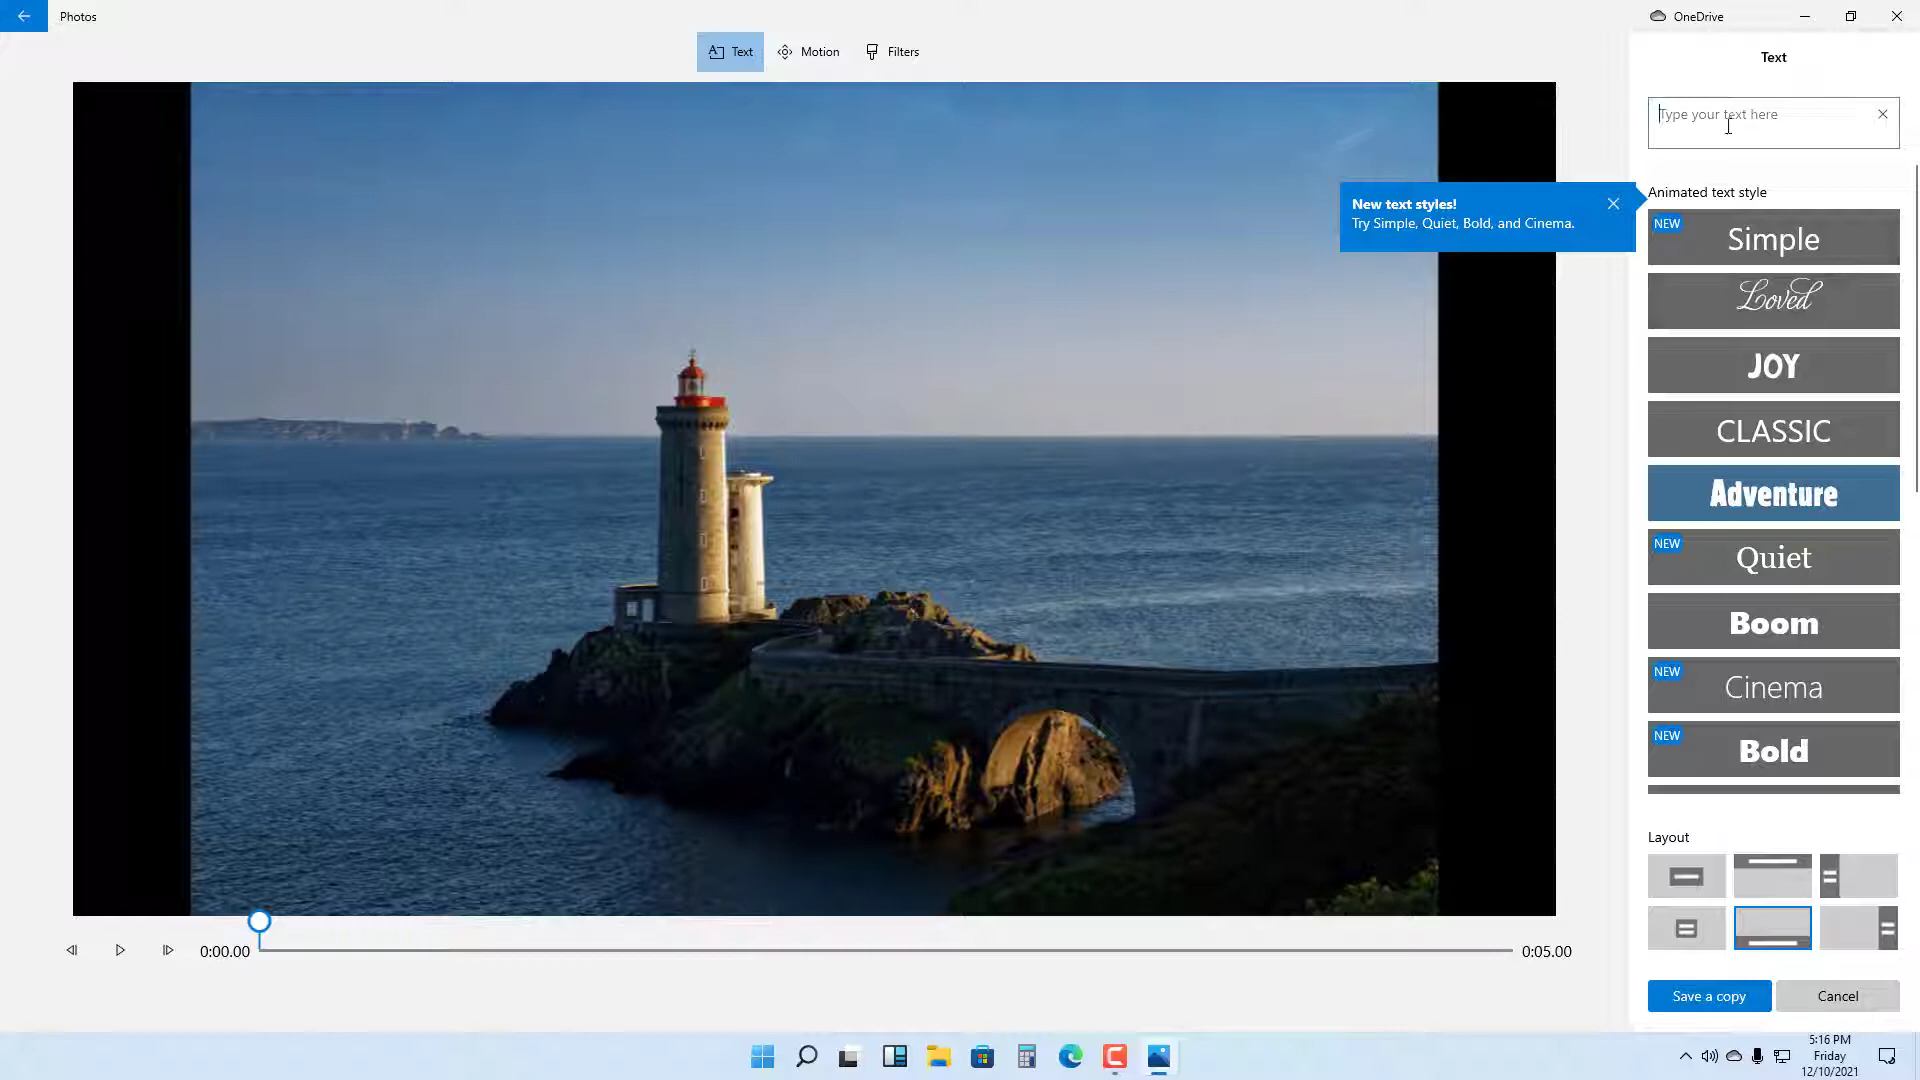 Photos
OneDrive
Text
Motion
Filters
Text
Type your text here
New text styles!
Try Simple, Quiet, Bold, and Cinema.
Animated text style
NEW
Simple
Loved
JOY
CLASSIC
Adventure
NEW
Quiet
Boom
NEW
Cinema
NEW
Bold
Layout
0:00.00
0:05.00
Save a copy
Cancel
5:16 PM
Friday
12/10/2021